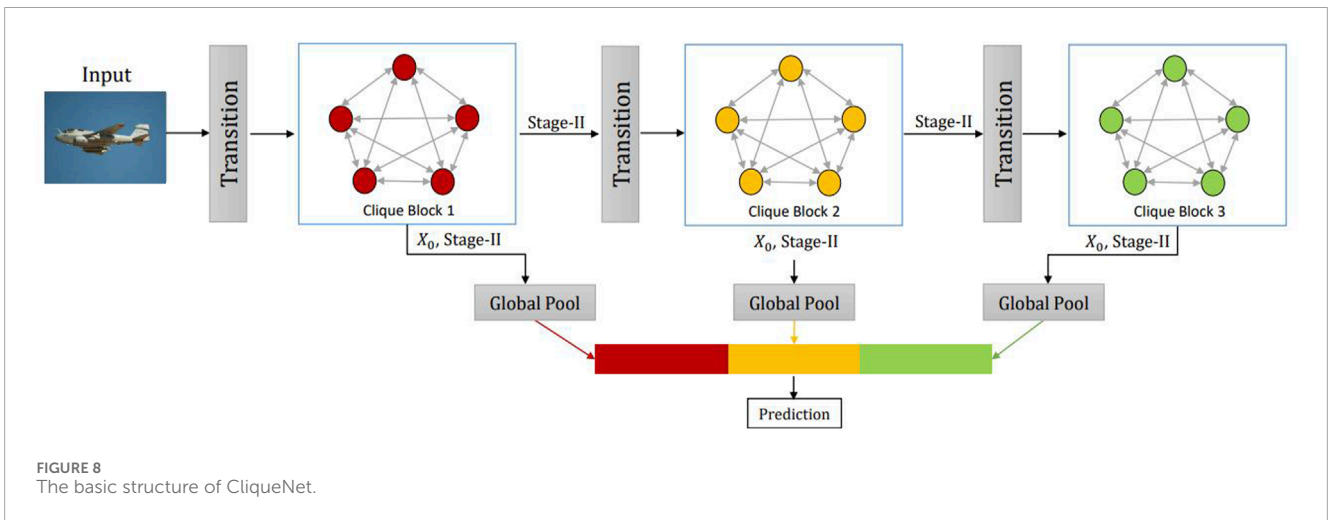 Input
Transition
Clique Block 1
Stage-II
Transition
Clique Block 2
Stage-II
Transition
Clique Block 3
X₀, Stage-II
X₀, Stage-II
X₀, Stage-II
Global Pool
Global Pool
Global Pool
Prediction
FIGURE 8
The basic structure of CliqueNet.